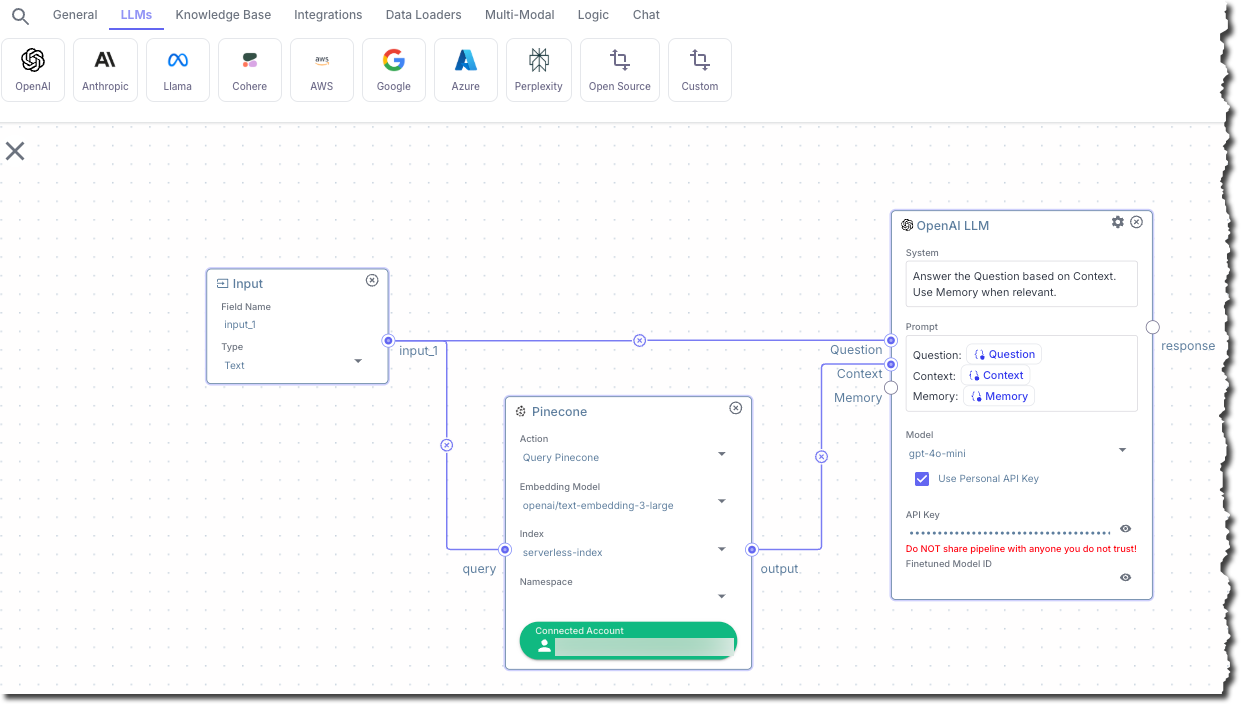 General LLMs Knowledge Base Integrations Data Loaders Multi-Modal Logic Chat
OpenAI Anthropic Llama Cohere aws AWS Google Azure Perplexity Open Source Custom
Input
Field Name
input_1
Type
Text
input_1
Pinecone
Action
Query Pinecone
Embedding Model
openai/text-embedding-3-large
Index
serverless-index
Namespace
Connected Account
query
output
OpenAI LLM
System
Answer the Question based on Context.
Use Memory when relevant.
Prompt
Question: Question
Context: Context
Memory: Memory
Question
Context
Memory
response
Model
gpt-4o-mini
Use Personal API Key
API Key
Do NOT share pipeline with anyone you do not trust!
Finetuned Model ID